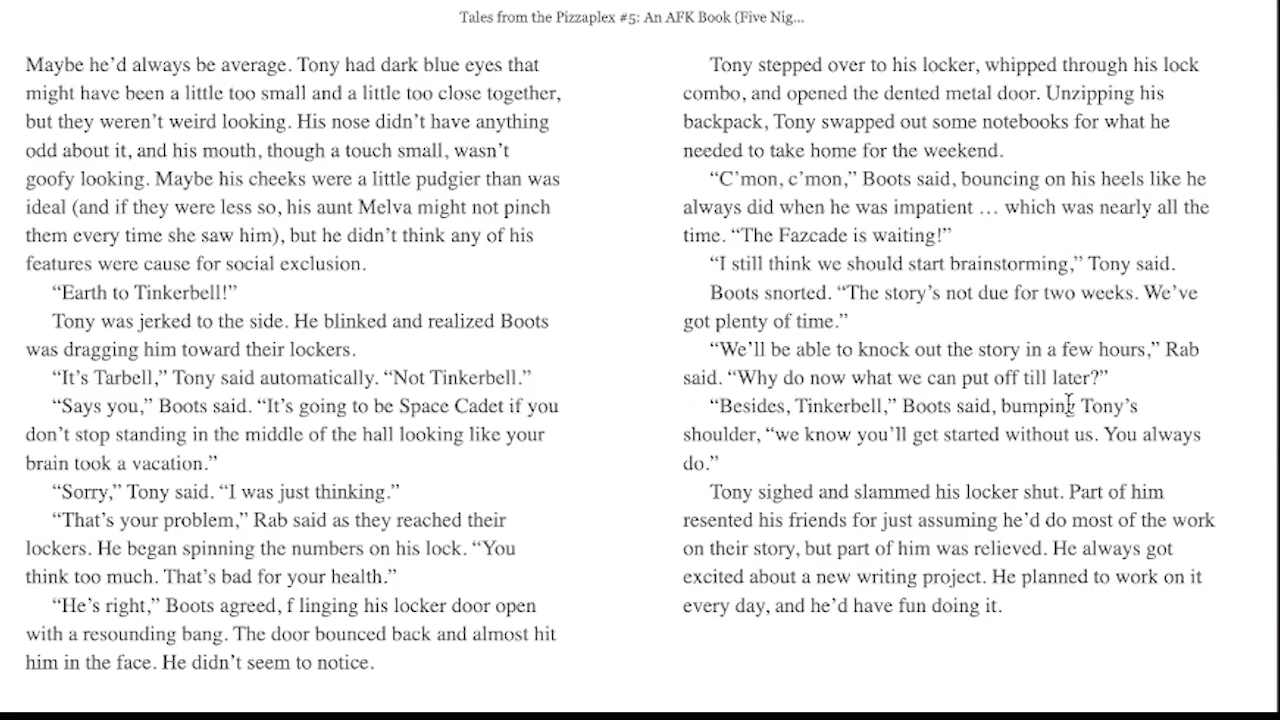 Tales from the Pizzaplex #5: An AFK Book (Five Nig...
Maybe he’d always be average. Tony had dark blue eyes that
might have been a little too small and a little too close together,
but they weren’t weird looking. His nose didn’t have anything
odd about it, and his mouth, though a touch small, wasn’t
goofy looking. Maybe his cheeks were a little pudgier than was
ideal (and if they were less so, his aunt Melva might not pinch
them every time she saw him), but he didn’t think any of his
features were cause for social exclusion.
“Earth to Tinkerbell!”
Tony was jerked to the side. He blinked and realized Boots
was dragging him toward their lockers.
“It’s Tarbell,” Tony said automatically. “Not Tinkerbell.”
“Says you,” Boots said. “It’s going to be Space Cadet if you
don’t stop standing in the middle of the hall looking like your
brain took a vacation.”
“Sorry,” Tony said. “I was just thinking.”
“That’s your problem,” Rab said as they reached their
lockers. He began spinning the numbers on his lock. “You
think too much. That’s bad for your health.”
“He’s right,” Boots agreed, f linging his locker door open
with a resounding bang. The door bounced back and almost hit
him in the face. He didn’t seem to notice.
Tony stepped over to his locker, whipped through his lock
combo, and opened the dented metal door. Unzipping his
backpack, Tony swapped out some notebooks for what he
needed to take home for the weekend.
“C’mon, c’mon,” Boots said, bouncing on his heels like he
always did when he was impatient … which was nearly all the
time. “The Fazcade is waiting!”
“I still think we should start brainstorming,” Tony said.
Boots snorted. “The story’s not due for two weeks. We’ve
got plenty of time.”
“We’ll be able to knock out the story in a few hours,” Rab
said. “Why do now what we can put off till later?”
“Besides, Tinkerbell,” Boots said, bumping Tony’s
shoulder, “we know you’ll get started without us. You always
do.”
Tony sighed and slammed his locker shut. Part of him
resented his friends for just assuming he’d do most of the work
on their story, but part of him was relieved. He always got
excited about a new writing project. He planned to work on it
every day, and he’d have fun doing it.